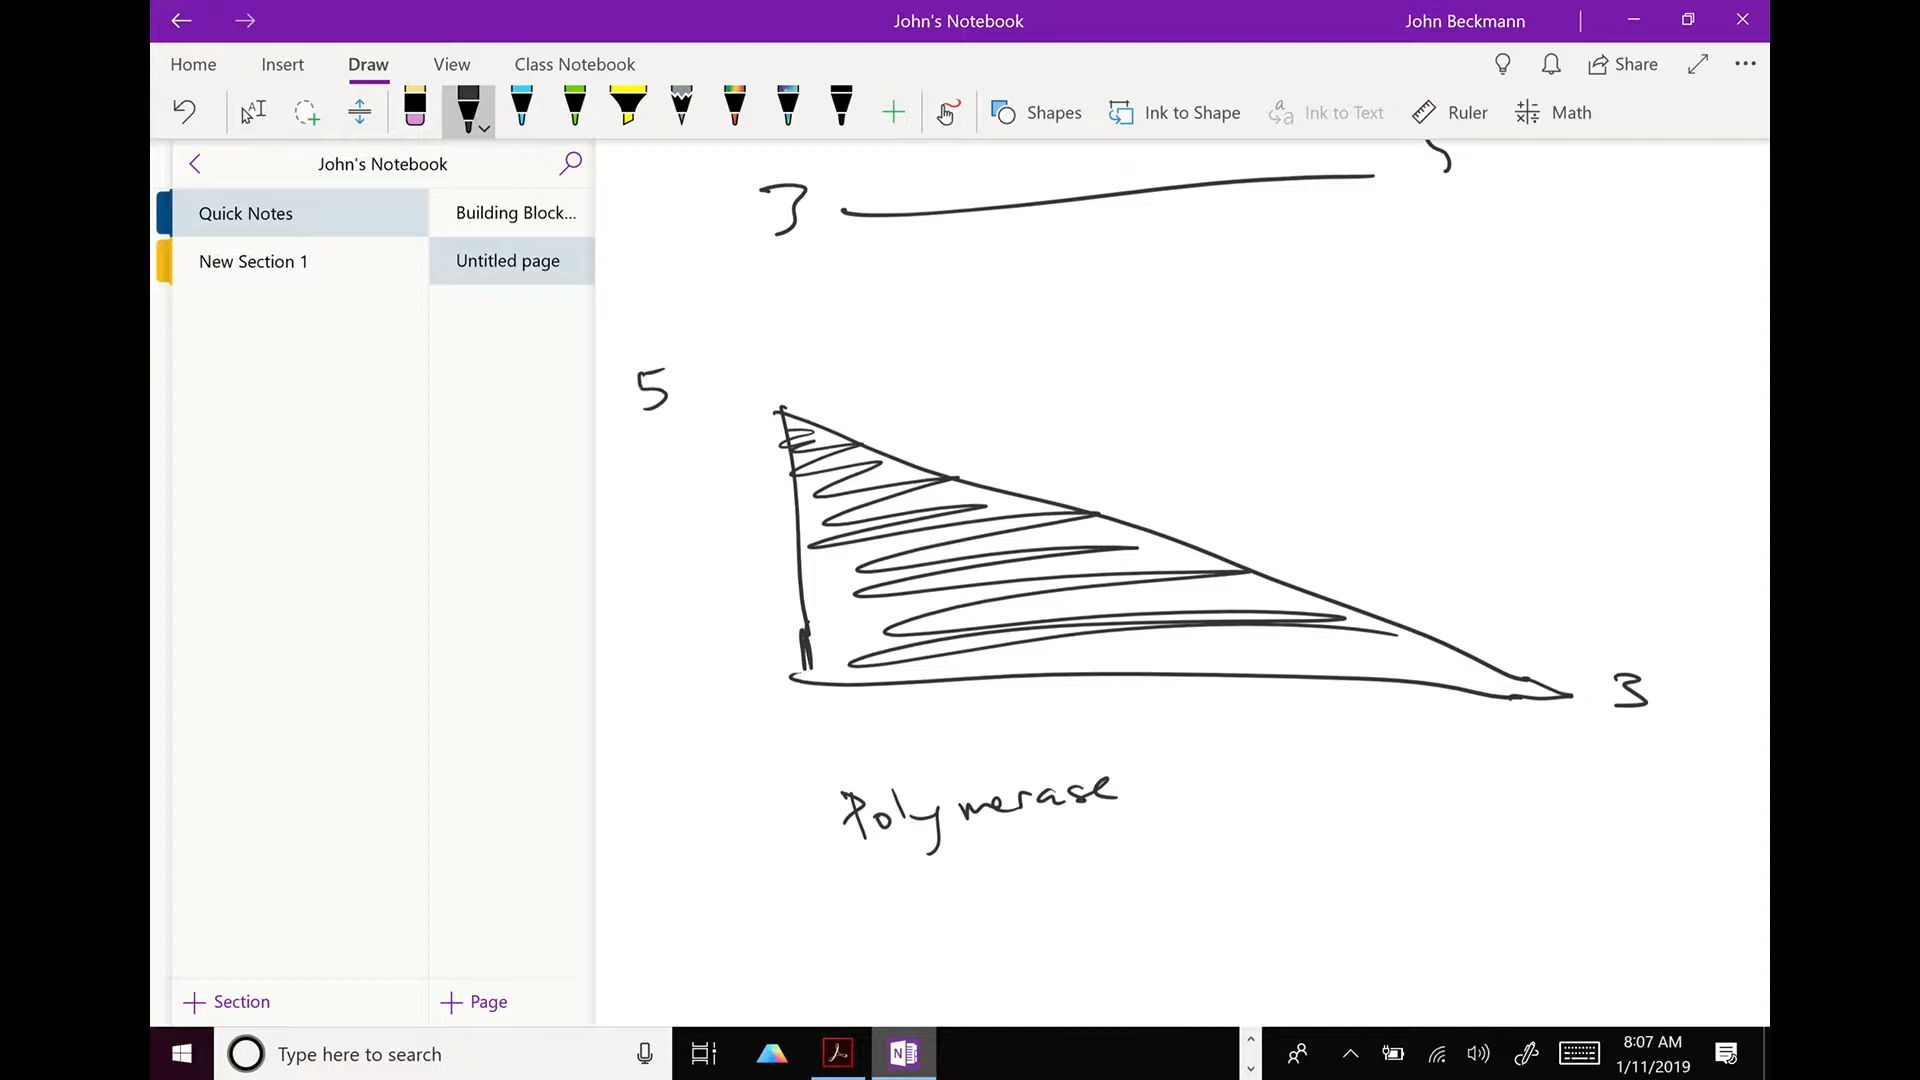 John's Notebook
John Beckmann
Home Insert Draw View Class Notebook
Share
Shapes Ink to Shape Ink to Text Ruler Math
John's Notebook
Quick Notes
Building Block...
New Section 1
Untitled page
3
5
3
Polymerase
Section
Page
Type here to search
8:07 AM
1/11/2019